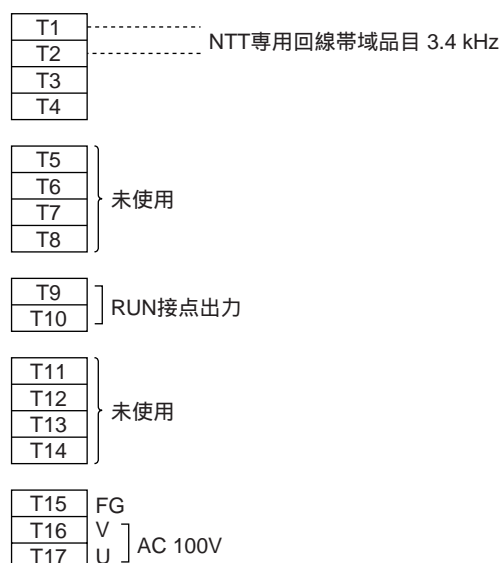 T1
T2
NTT専用回線帯域品目 3.4 kHz
T3
T4
T5
T6
T7
T8
未使用
T9
T10
RUN接点出力
T11
T12
T13
T14
未使用
T15 FG
T16 V
T17 U
AC 100V